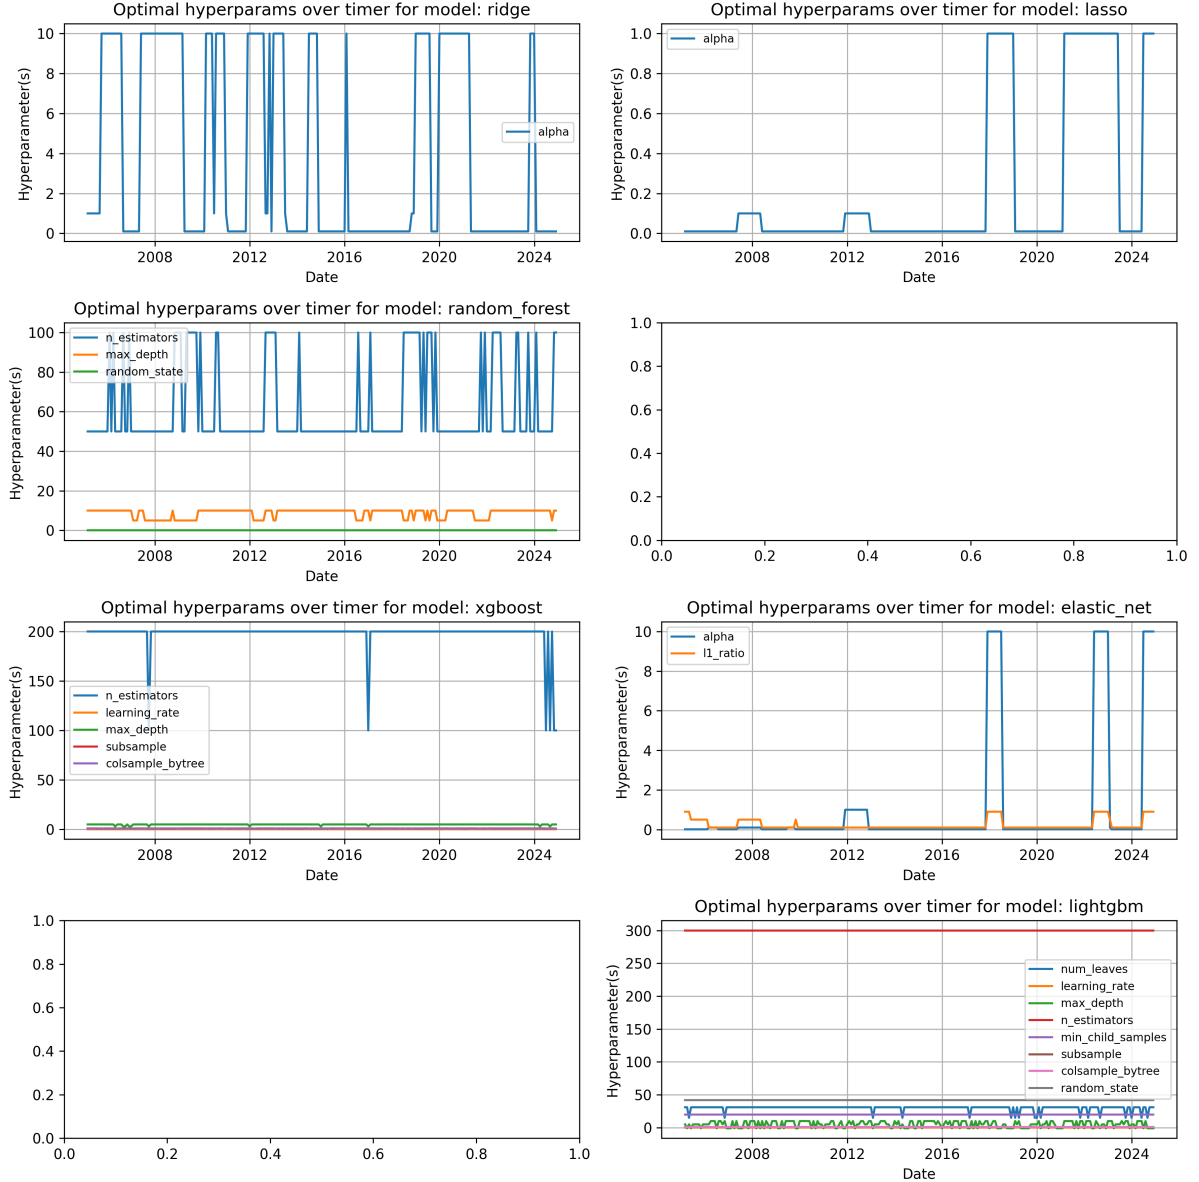 Optimal hyperparams over timer for model: ridge
Hyperparameter(s)
10
8
6
4
2
0
alpha
2008 2012 2016 2020 2024
Date
Optimal hyperparams over timer for model: lasso
Hyperparameter(s)
1.0
0.8
0.6
0.4
0.2
0.0
alpha
2008 2012 2016 2020 2024
Date
Optimal hyperparams over timer for model: random_forest
Hyperparameter(s)
100
80
60
40
20
0
n_estimators
max_depth
random_state
2008 2012 2016 2020 2024
Date
1.0
0.8
0.6
0.4
0.2
0.0
0.0 0.2 0.4 0.6 0.8 1.0
Optimal hyperparams over timer for model: xgboost
Hyperparameter(s)
200
150
100
50
0
n_estimators
learning_rate
max_depth
subsample
colsample_bytree
2008 2012 2016 2020 2024
Date
Optimal hyperparams over timer for model: elastic_net
Hyperparameter(s)
10
8
6
4
2
0
alpha
l1_ratio
2008 2012 2016 2020 2024
Date
1.0
0.8
0.6
0.4
0.2
0.0
0.0 0.2 0.4 0.6 0.8 1.0
Optimal hyperparams over timer for model: lightgbm
Hyperparameter(s)
300
250
200
150
100
50
0
num_leaves
learning_rate
max_depth
n_estimators
min_child_samples
subsample
colsample_bytree
random_state
2008 2012 2016 2020 2024
Date